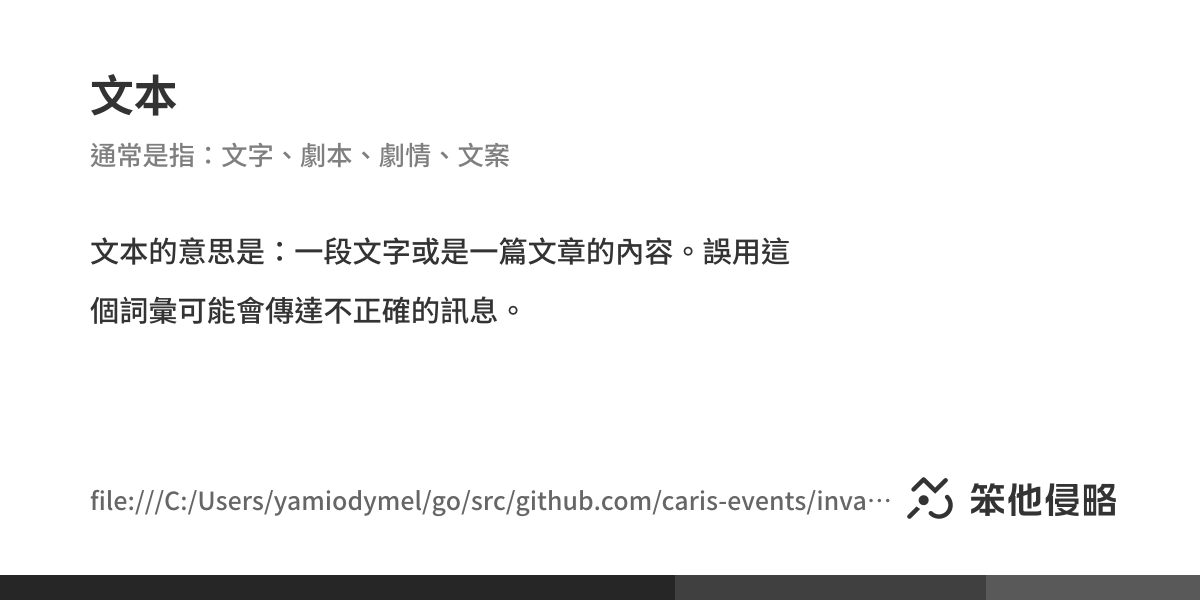 文本
通常是指：文字、劇本、劇情、文案
文本的意思是：一段文字或是一篇文章的內容。誤用這
個詞彙可能會傳達不正確的訊息。
file:///C:/Users/yamiodymel/go/src/github.com/caris-events/inva…
笨他侵略